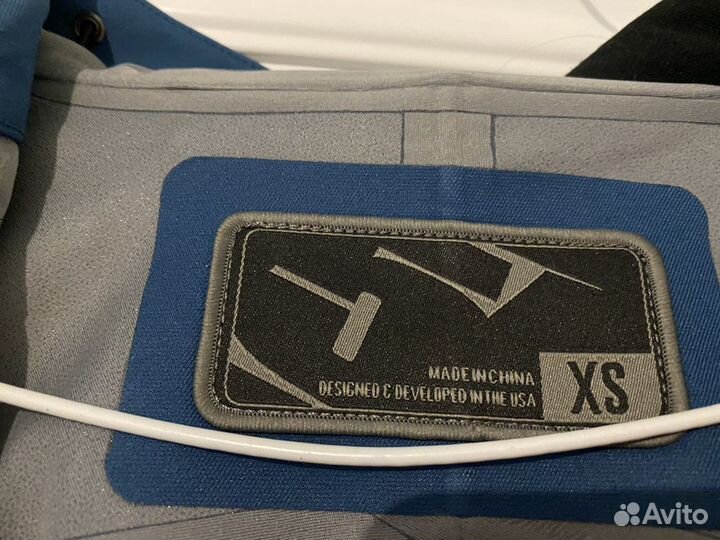 MADE IN CHINA
DESIGNED & DEVELOPED IN THE USA
XS
Avito